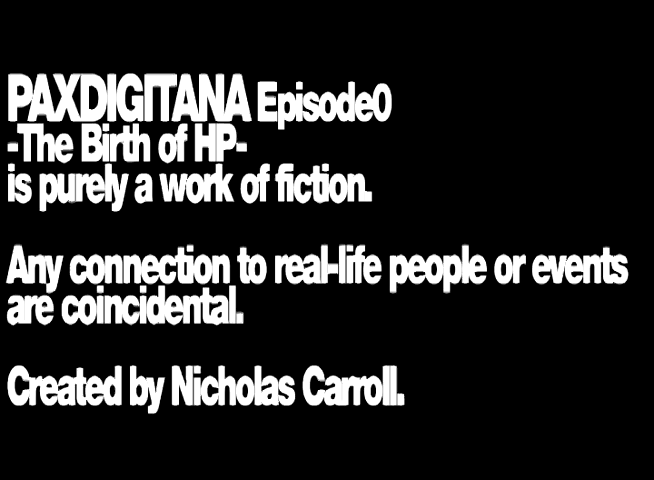 PAXDIGITANA Episode0
-The Birth of HP-
is purely a work of fiction.
Any connection to real-life people or events
are coincidental.
Created by Nicholas Carroll.